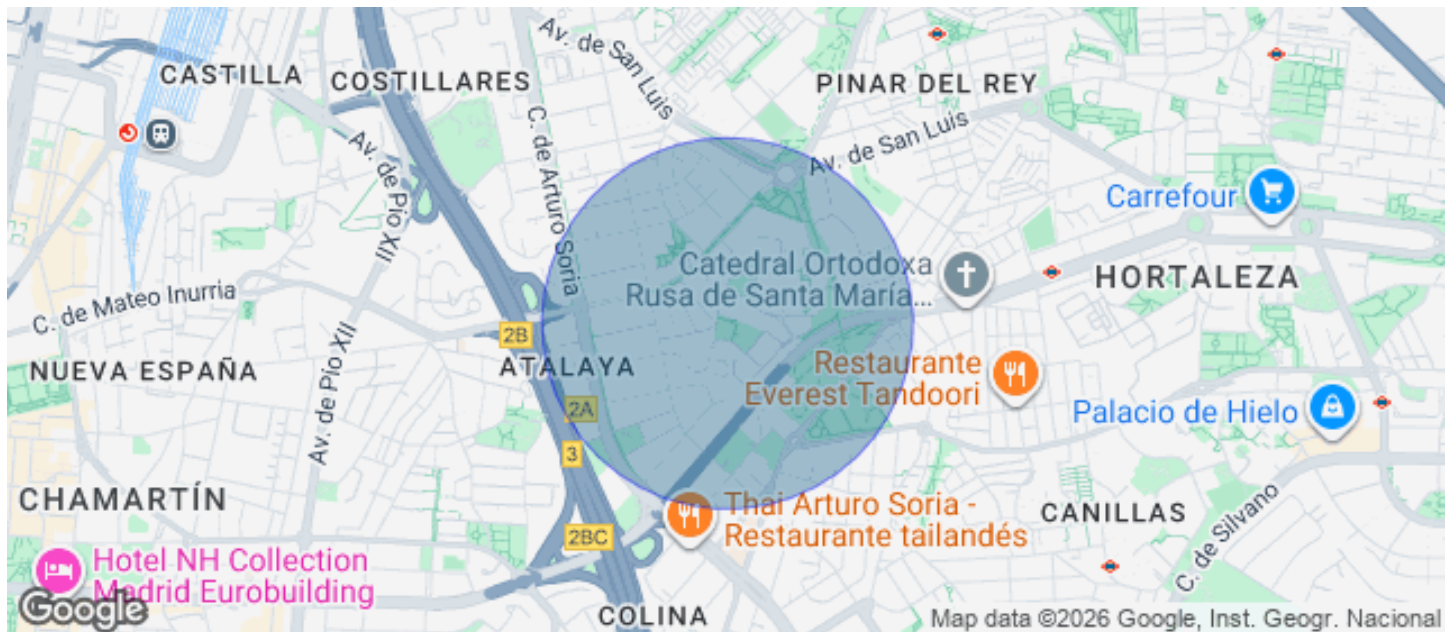 Av. de San Luis
CASTILLA
COSTILLARES
PINAR DEL REY
C. de Arturo Soria
Av. de San Luis
Av. de Pío XII
Carrefour
Catedral Ortodoxa
Rusa de Santa María...
HORTALEZA
C. de Mateo Inurria
2B
ATALAYA
NUEVA ESPAÑA
Av. de Pío XII
Restaurante
Everest Tandoori
2A
Palacio de Hielo
3
CHAMARTÍN
Thai Arturo Soria -
Restaurante tailandés
CANILLAS
C. de Silvano
2BC
Hotel NH Collection
Madrid Eurobuilding
Google
COLINA
Map data ©2026 Google, Inst. Geogr. Nacional